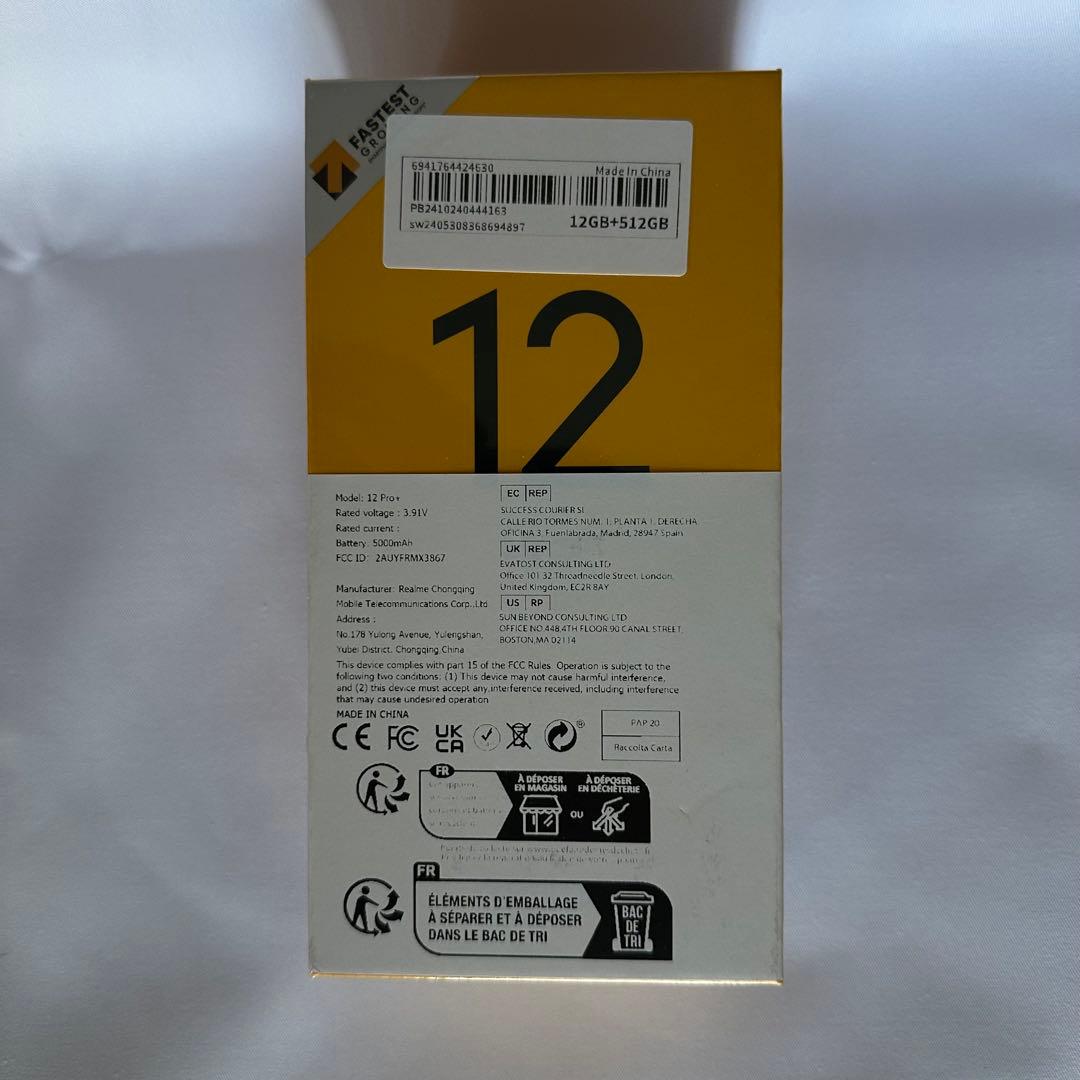 FASTEST
6941764424630
Made In China
PB2410240444163
sw2405308368694897
12GB+512GB
12
Model: 12 Pro+
Rated voltage : 3.91V
Rated current :
Battery: 5000mAh
FCC ID: 2AUYFRMX3867
Manufacturer: Realme Chongqing
Mobile Telecommunications Corp.,Ltd
Address :
No.178 Yulong Avenue, Yulengshan,
Yubei District, Chongqing,China
EC REP
SUCCESS COURIER SL
CALLE RIO TORMES NUM. 1, PLANTA 1, DERECHA,
OFICINA 3, Fuenlabrada, Madrid, 28947 Spain
UK REP
EVATOST CONSULTING LTD
Office 101 32 Threadneedle Street, London,
United Kingdom, EC2R 8AY
US RP
SUN BEYOND CONSULTING LTD
OFFICE NO.448,4TH FLOOR,90 CANAL STREET,
BOSTON,MA 02114
This device complies with part 15 of the FCC Rules. Operation is subject to the
following two conditions: (1) This device may not cause harmful interference,
and (2) this device must accept any interference received, including interference
that may cause undesired operation
MADE IN CHINA
CE FC UK
CA
PAP 20
Raccolta Carta
FR
À DÉPOSER
EN MAGASIN
OU
À DÉPOSER
EN DÉCHÈTERIE
FR
ÉLÉMENTS D'EMBALLAGE
À SÉPARER ET À DÉPOSER
DANS LE BAC DE TRI
BAC
DE
TRI